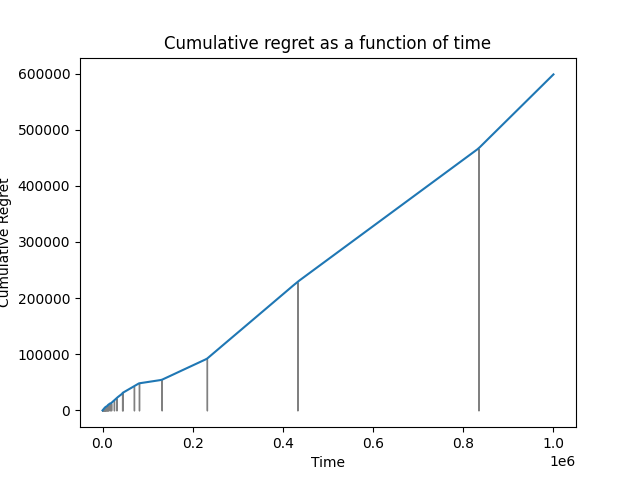 Cumulative regret as a function of time
Cumulative Regret
600000
500000
400000
300000
200000
100000
0
0.0 0.2 0.4 0.6 0.8 1.0
1e6
Time